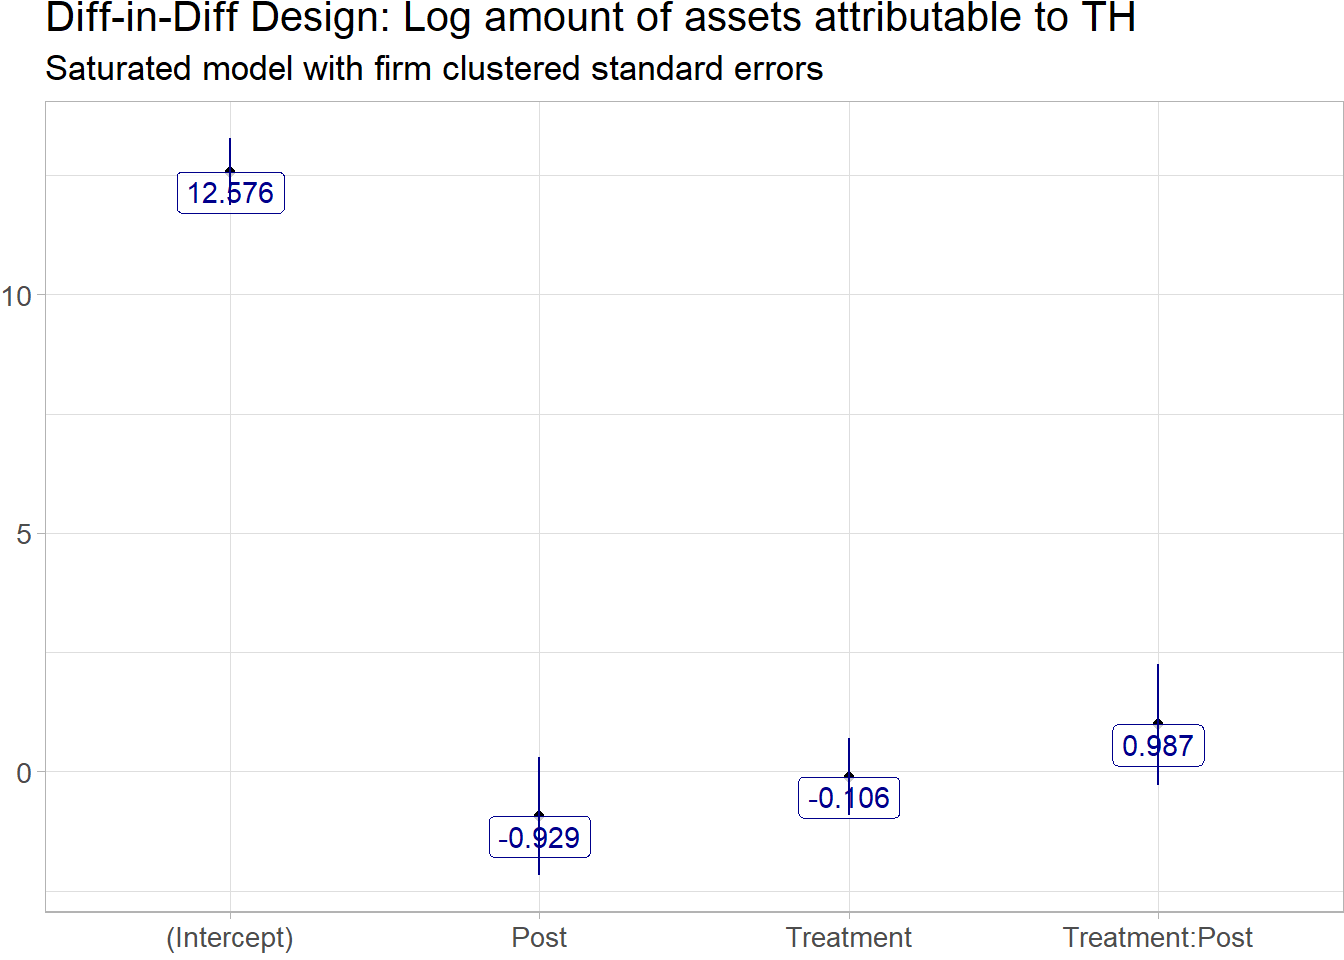 Diff-in-Diff Design: Log amount of assets attributable to TH
Saturated model with firm clustered standard errors
12.576
10
5
0.987
0
-0.106
-0.929
(Intercept) Post Treatment Treatment:Post